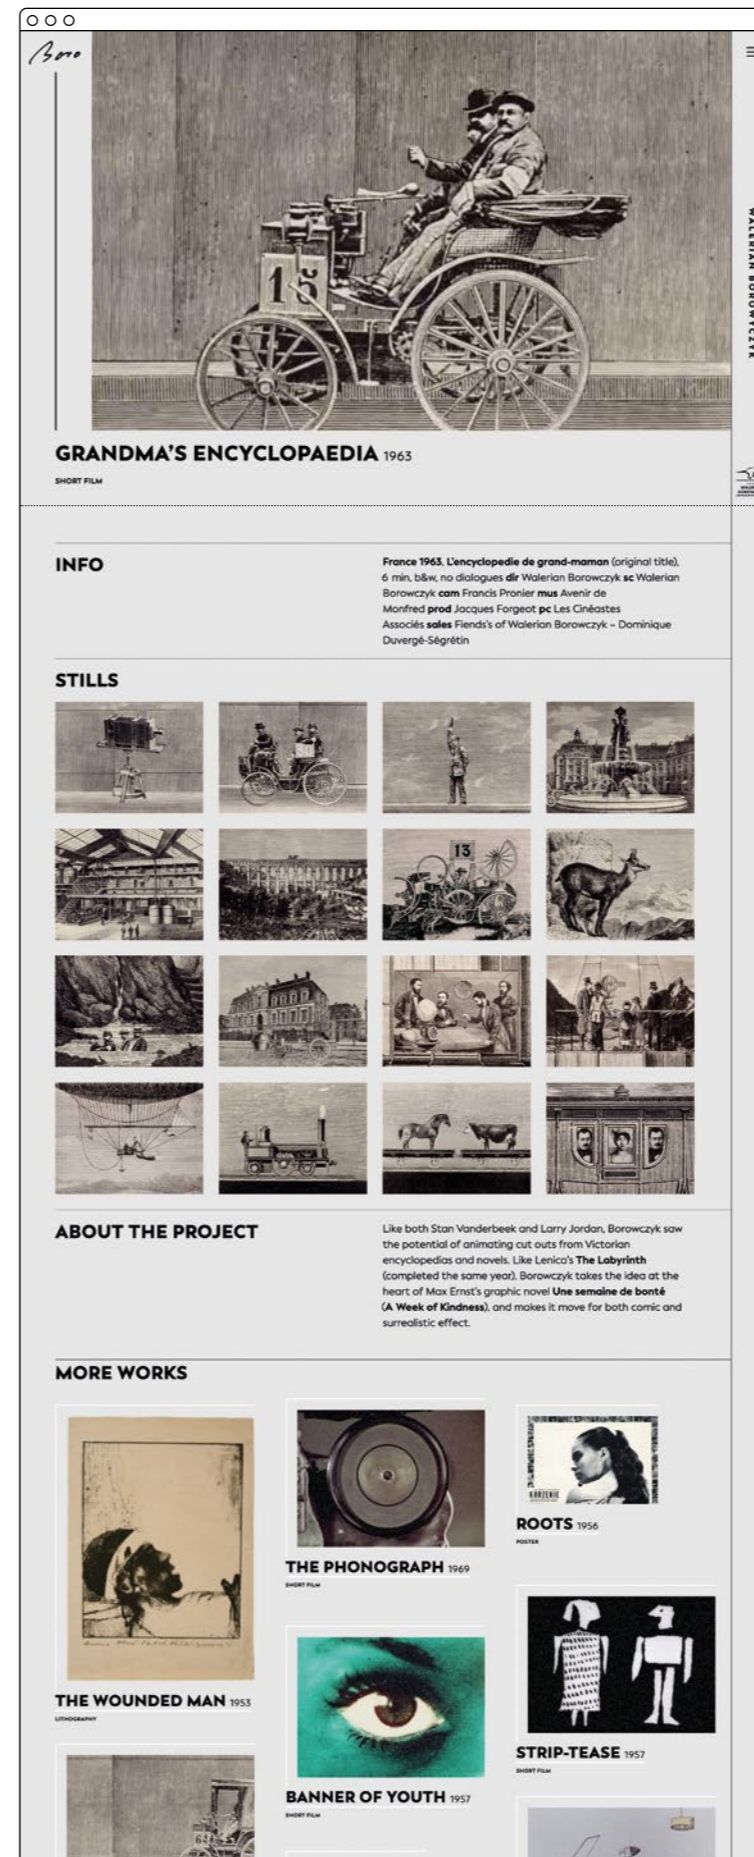 Boro
15
WALERIAN BOROWYCZYK
GRANDMA'S ENCYCLOPAEDIA 1963
SHORT FILM
INFO
France 1963, L'encyclopedie de grand-maman (original title),
6 min, b&w, no dialogues dir Walerian Borowczyk sc Walerian
Borowczyk cam Francis Pronier mus Avenir de
Monfred prod Jacques Forgeot pc Les Cinéastes
Associés sales Fiends's of Walerian Borowczyk – Dominique
Duvergé-Ségrétin
STILLS
13
ABOUT THE PROJECT
Like both Stan Vanderbeek and Larry Jordan, Borowczyk saw
the potential of animating cut outs from Victorian
encyclopedias and novels. Like Lenica's The Labyrinth
(completed the same year), Borowczyk takes the idea at the
heart of Max Ernst's graphic novel Une semaine de bonté
(A Week of Kindness), and makes it move for both comic and
surrealistic effect.
MORE WORKS
KORZENIE
ROOTS 1956
POSTER
THE PHONOGRAPH 1969
SHORT FILM
THE WOUNDED MAN 1953
LITHOGRAPHY
STRIP-TEASE 1957
SHORT FILM
BANNER OF YOUTH 1957
SHORT FILM